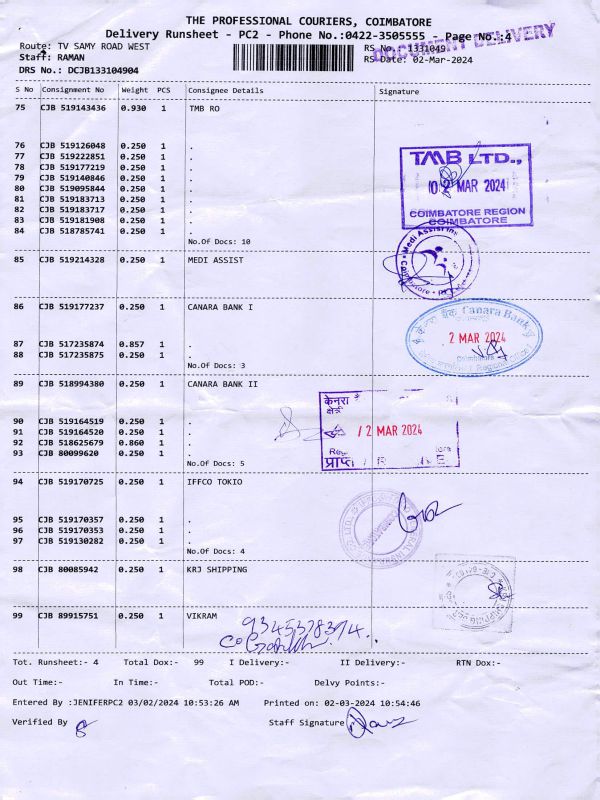 THE PROFESSIONAL COURIERS, COIMBATORE
Delivery Runsheet - PC2 - Phone No.:0422-3505555 - Page No.:4
DOCUMENT DELIVERY
Route: TV SAMY ROAD WEST
RS No.: 1331049
Staff: RAMAN
RS Date: 02-Mar-2024
DRS No.: DCJB133104904
S No Consignment No Weight PCS Consignee Details Signature
75 CJB 519143436 0.930 1 TMB RO
76 CJB 519126048 0.250 1 .
77 CJB 519222851 0.250 1 .
78 CJB 519177219 0.250 1 .
79 CJB 519140846 0.250 1 .
80 CJB 519095844 0.250 1 .
81 CJB 519183713 0.250 1 .
82 CJB 519183717 0.250 1 .
83 CJB 519181908 0.250 1 .
84 CJB 518785741 0.250 1 .
No.Of Docs: 10
TMB LTD.,
02 MAR 2024
COIMBATORE REGION
COIMBATORE
85 CJB 519214328 0.250 1 MEDI ASSIST
Medi Assist
Coimbatore
86 CJB 519177237 0.250 1 CANARA BANK I
87 CJB 517235874 0.857 1 .
88 CJB 517235875 0.250 1 .
No.Of Docs: 3
केनरा बैंक Canara Bank
2 MAR 2024
Coimbatore
89 CJB 518994380 0.250 1 CANARA BANK II
90 CJB 519164519 0.250 1 .
91 CJB 519164520 0.250 1 .
92 CJB 518625679 0.860 1 .
93 CJB 80099620 0.250 1 .
No.Of Docs: 5
केनरा
क्षेत्री
/2 MAR 2024
94 CJB 519170725 0.250 1 IFFCO TOKIO
95 CJB 519170357 0.250 1 .
96 CJB 519170353 0.250 1 .
97 CJB 519130282 0.250 1 .
No.Of Docs: 4
98 CJB 80085942 0.250 1 KRJ SHIPPING
99 CJB 89915751 0.250 1 VIKRAM
9345378374
Tot. Runsheet:- 4 Total Dox:- 99 I Delivery:- II Delivery:- RTN Dox:-
Out Time:- In Time:- Total POD:- Delvy Points:-
Entered By :JENIFERPC2 03/02/2024 10:53:26 AM Printed on: 02-03-2024 10:54:46
Verified By
Staff Signature